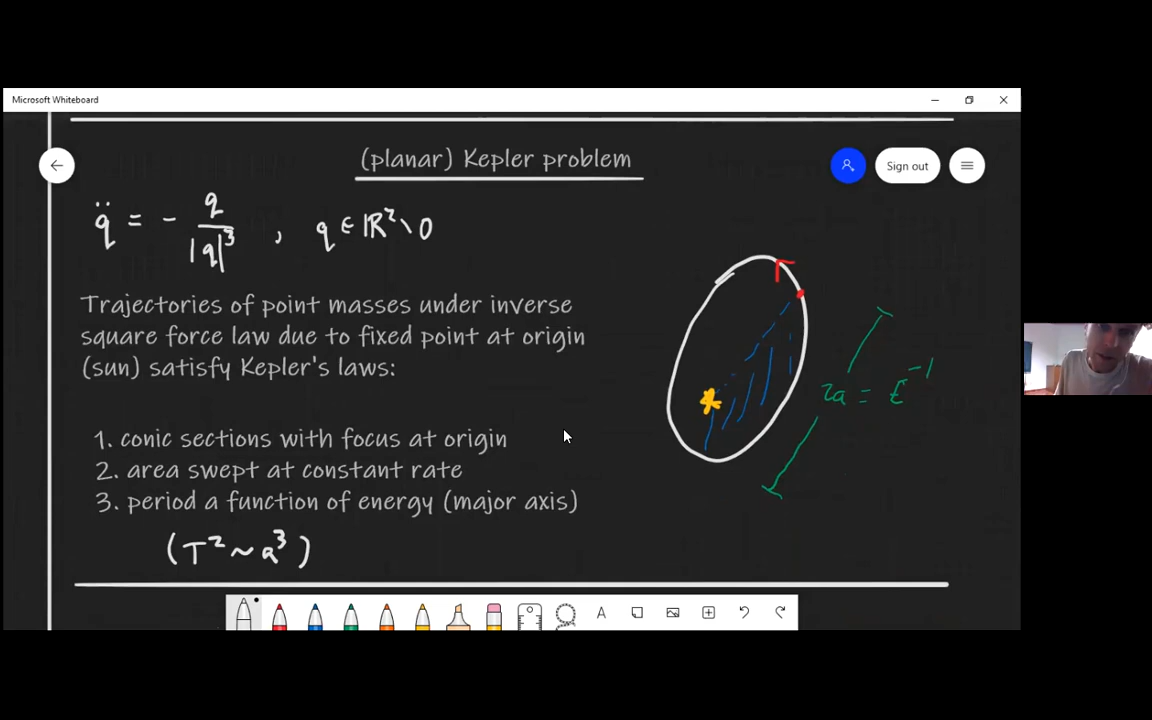 Microsoft Whiteboard
(planar) Kepler problem
Sign out
q̈ = - q/|q|³ , q ∈ ℝ² \ 0
Trajectories of point masses under inverse
square force law due to fixed point at origin
(sun) satisfy Kepler's laws:
2a = E⁻¹
1. conic sections with focus at origin
2. area swept at constant rate
3. period a function of energy (major axis)
(T² ~ a³)
A